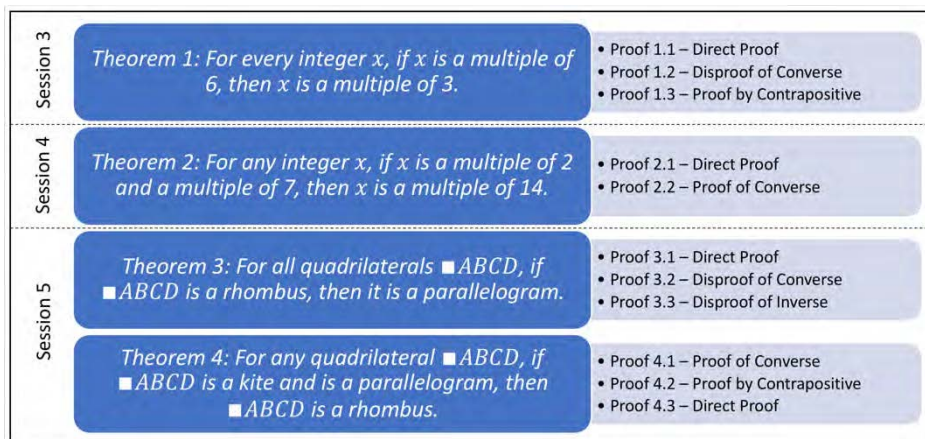 Session 3
Theorem 1: For every integer x, if x is a multiple of
6, then x is a multiple of 3.
• Proof 1.1 – Direct Proof
• Proof 1.2 – Disproof of Converse
• Proof 1.3 – Proof by Contrapositive
Session 4
Theorem 2: For any integer x, if x is a multiple of 2
and a multiple of 7, then x is a multiple of 14.
• Proof 2.1 – Direct Proof
• Proof 2.2 – Proof of Converse
Session 5
Theorem 3: For all quadrilaterals ■ABCD, if
■ABCD is a rhombus, then it is a parallelogram.
• Proof 3.1 – Direct Proof
• Proof 3.2 – Disproof of Converse
• Proof 3.3 – Disproof of Inverse
Theorem 4: For any quadrilateral ■ABCD, if
■ABCD is a kite and is a parallelogram, then
■ABCD is a rhombus.
• Proof 4.1 – Proof of Converse
• Proof 4.2 – Proof by Contrapositive
• Proof 4.3 – Direct Proof